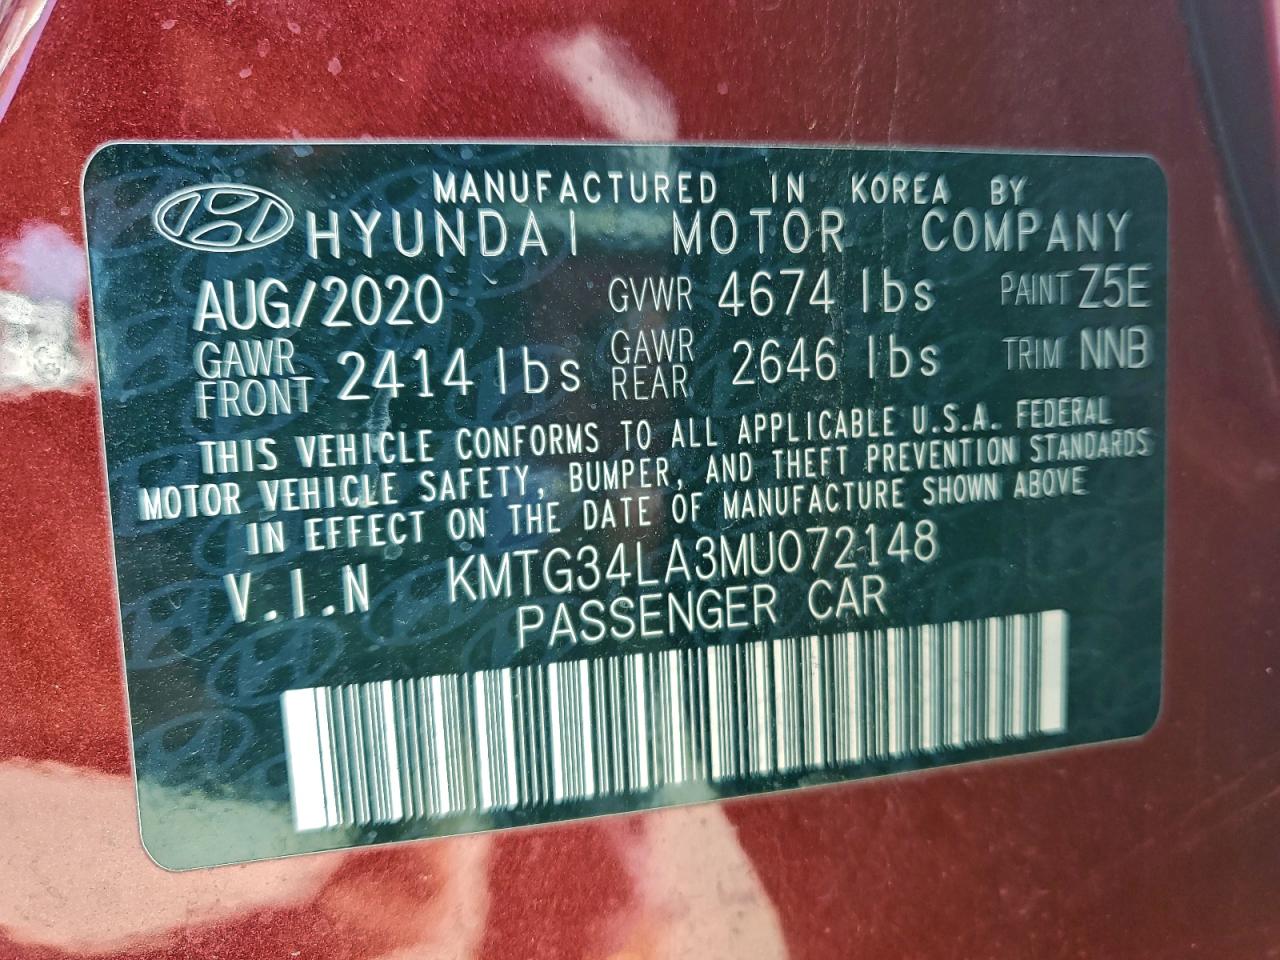 MANUFACTURED IN KOREA BY
HYUNDAI MOTOR COMPANY
AUG/2020 GVWR 4674 lbs PAINT Z5E
GAWR FRONT 2414 lbs GAWR REAR 2646 lbs TRIM NNB
THIS VEHICLE CONFORMS TO ALL APPLICABLE U.S.A. FEDERAL
MOTOR VEHICLE SAFETY, BUMPER, AND THEFT PREVENTION STANDARDS
IN EFFECT ON THE DATE OF MANUFACTURE SHOWN ABOVE
V.I.N KMTG34LA3MU072148
PASSENGER CAR